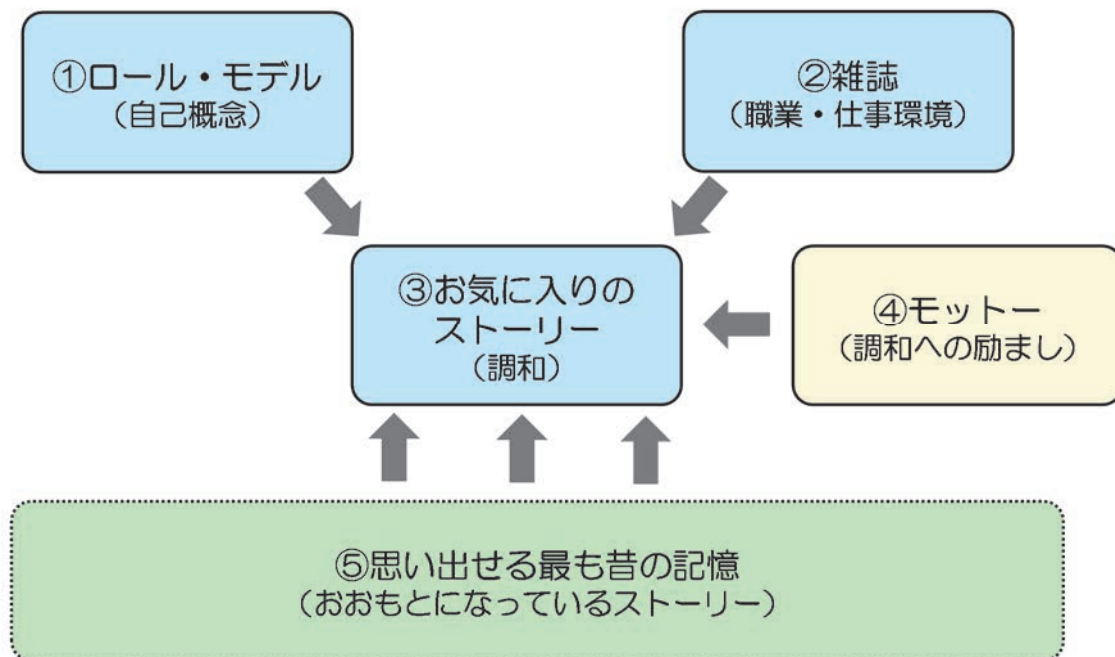 ①ロール・モデル
（自己概念）
②雑誌
（職業・仕事環境）
③お気に入りの
ストーリー
（調和）
④モットー
（調和への励まし）
⑤思い出せる最も昔の記憶
（おおもとになっているストーリー）